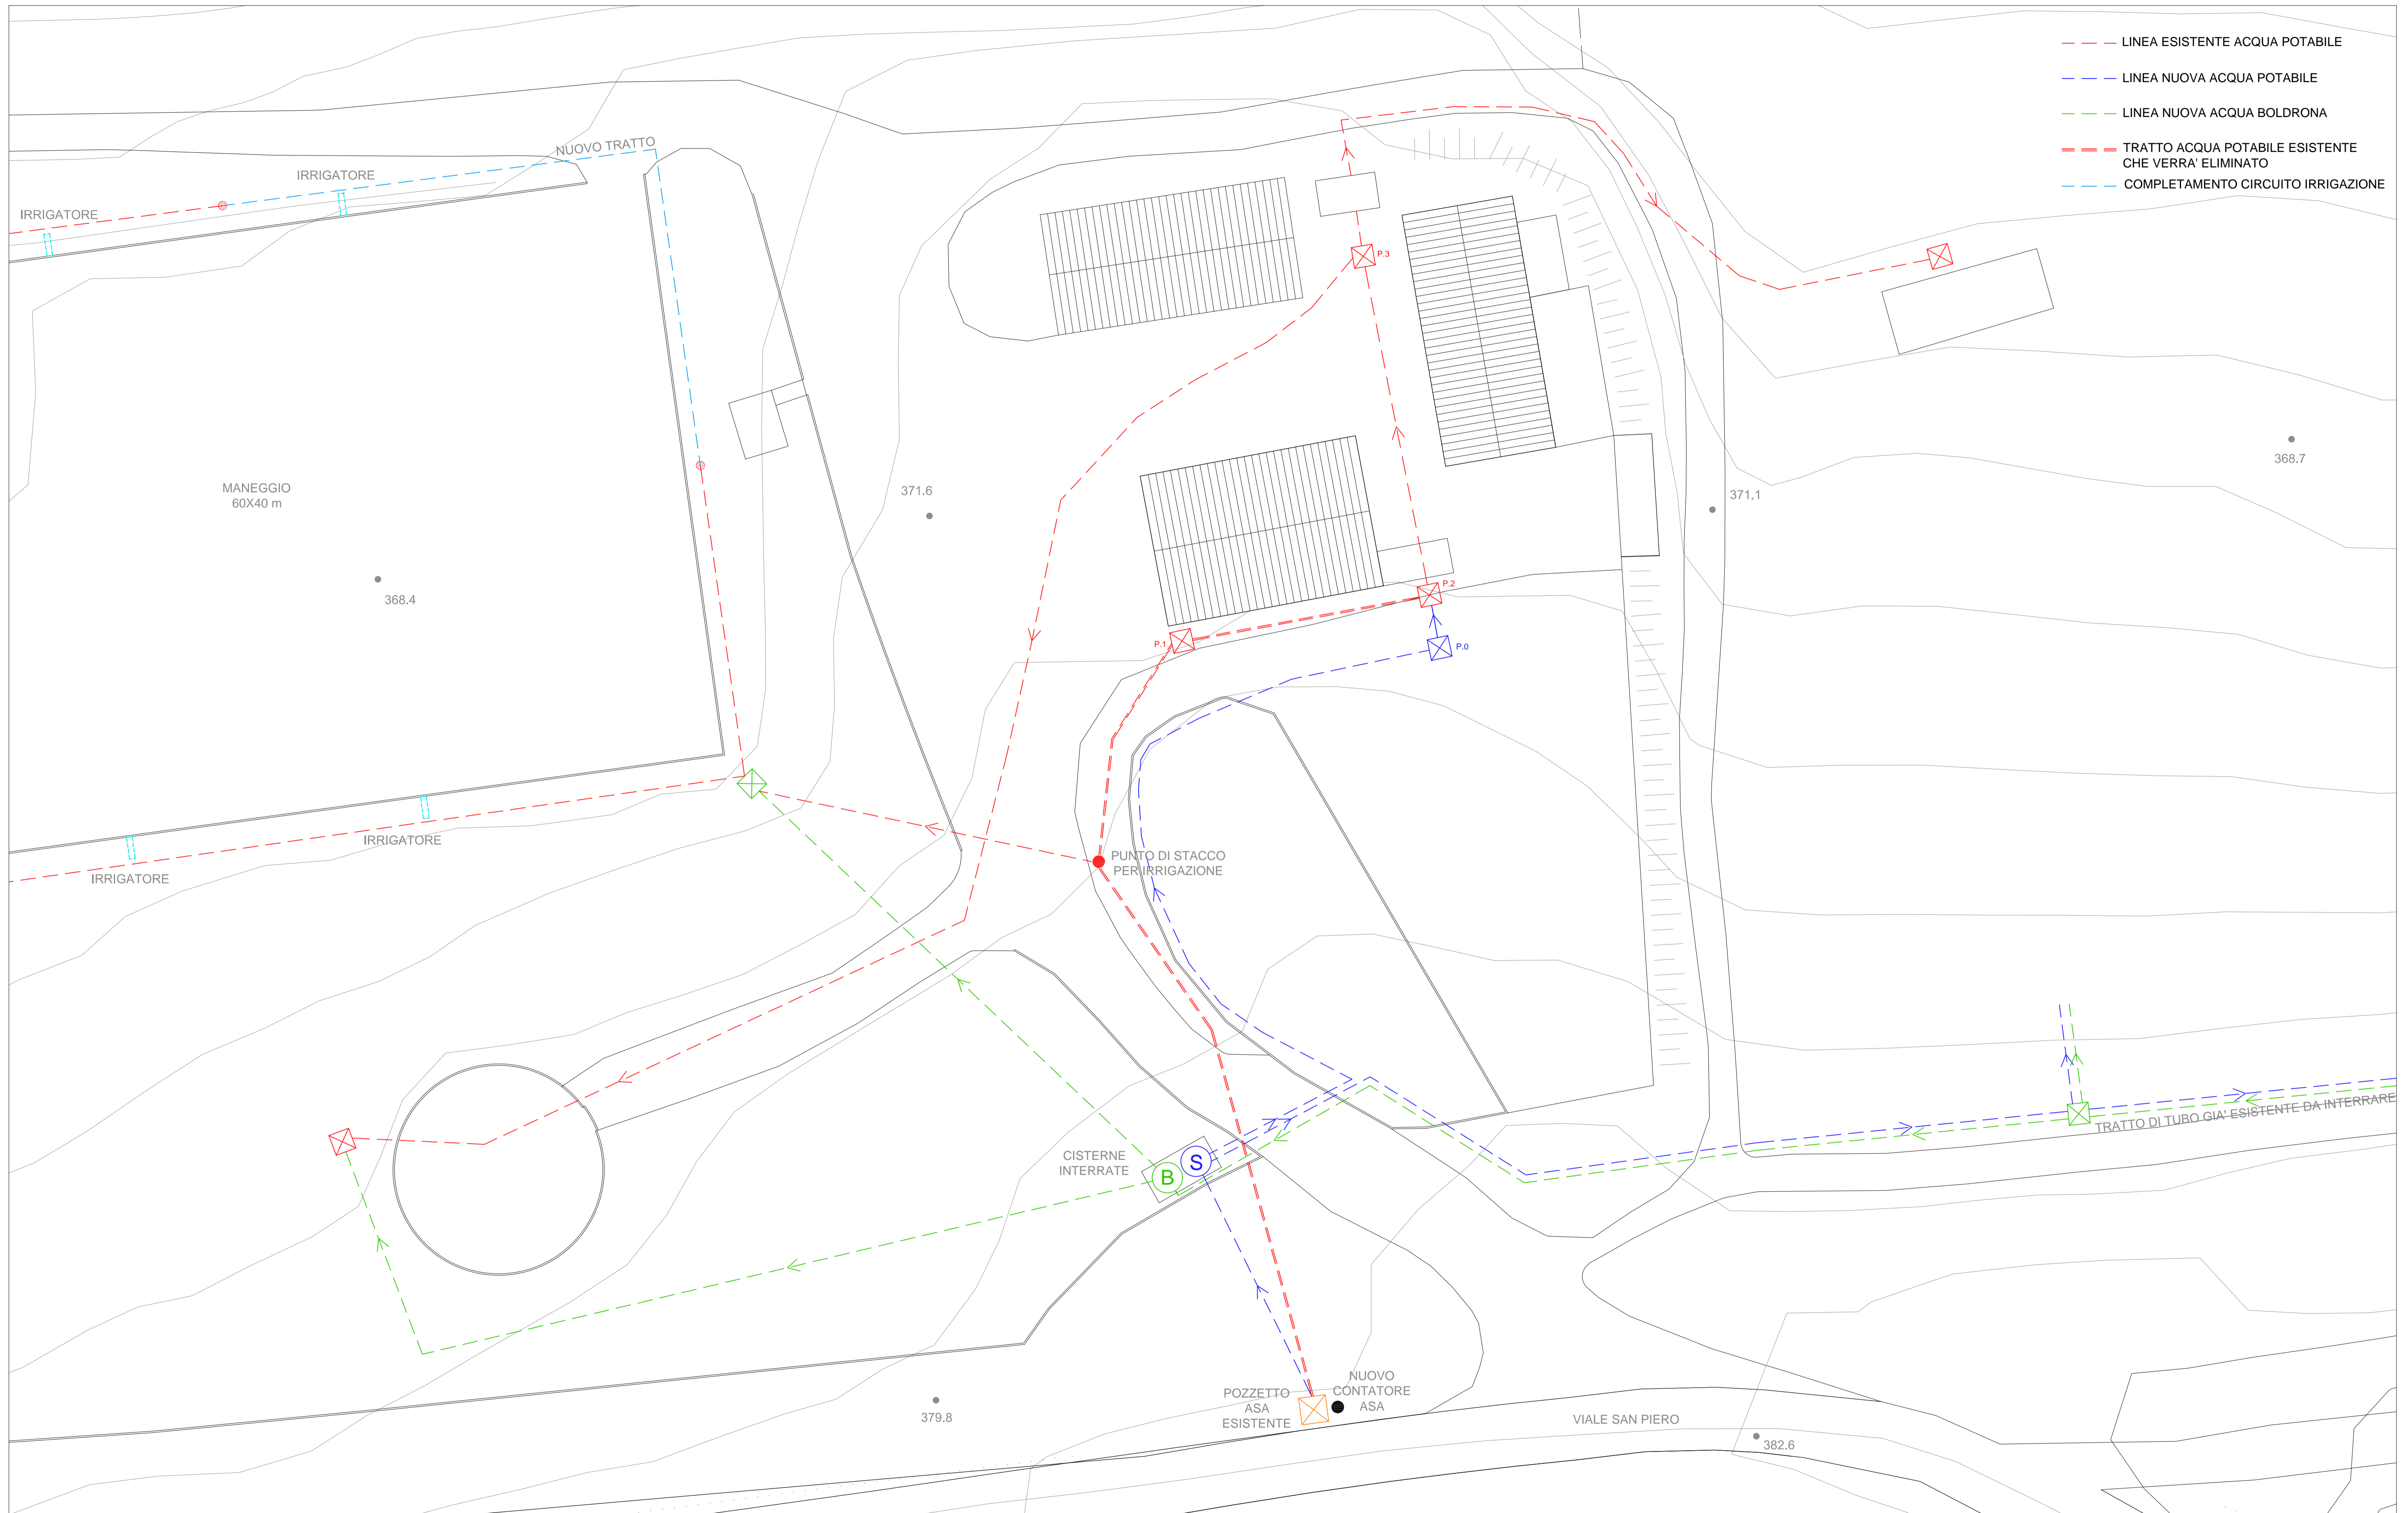 LINEA ESISTENTE ACQUA POTABILE
LINEA NUOVA ACQUA POTABILE
LINEA NUOVA ACQUA BOLDRONA
TRATTO ACQUA POTABILE ESISTENTE
CHE VERRA' ELIMINATO
COMPLETAMENTO CIRCUITO IRRIGAZIONE
NUOVO TRATTO
IRRIGATORE
IRRIGATORE
P.3
368.7
MANEGGIO
60X40 m
371.6
371.1
368.4
P.2
P.1
P.0
IRRIGATORE
IRRIGATORE
PUNTO DI STACCO
PER IRRIGAZIONE
TRATTO DI TUBO GIA' ESISTENTE DA INTERRARE
CISTERNE
INTERRATE
S
B
POZZETTO
ASA
ESISTENTE
NUOVO
CONTATORE
ASA
379.8
VIALE SAN PIERO
382.6